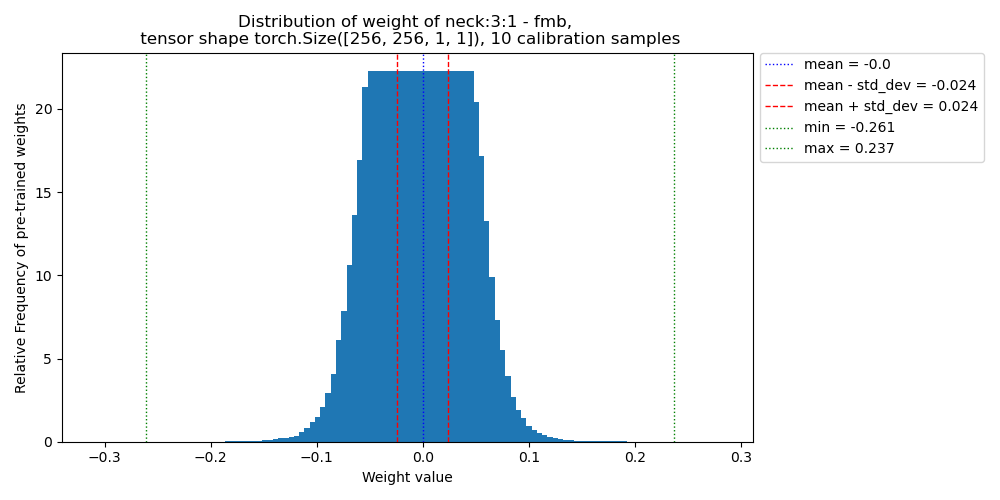 Distribution of weight of neck:3:1 - fmb,
tensor shape torch.Size([256, 256, 1, 1]), 10 calibration samples
Relative Frequency of pre-trained weights
20
15
10
5
0
−0.3
−0.2
−0.1
0.0
0.1
0.2
0.3
Weight value
mean = -0.0
mean - std_dev = -0.024
mean + std_dev = 0.024
min = -0.261
max = 0.237